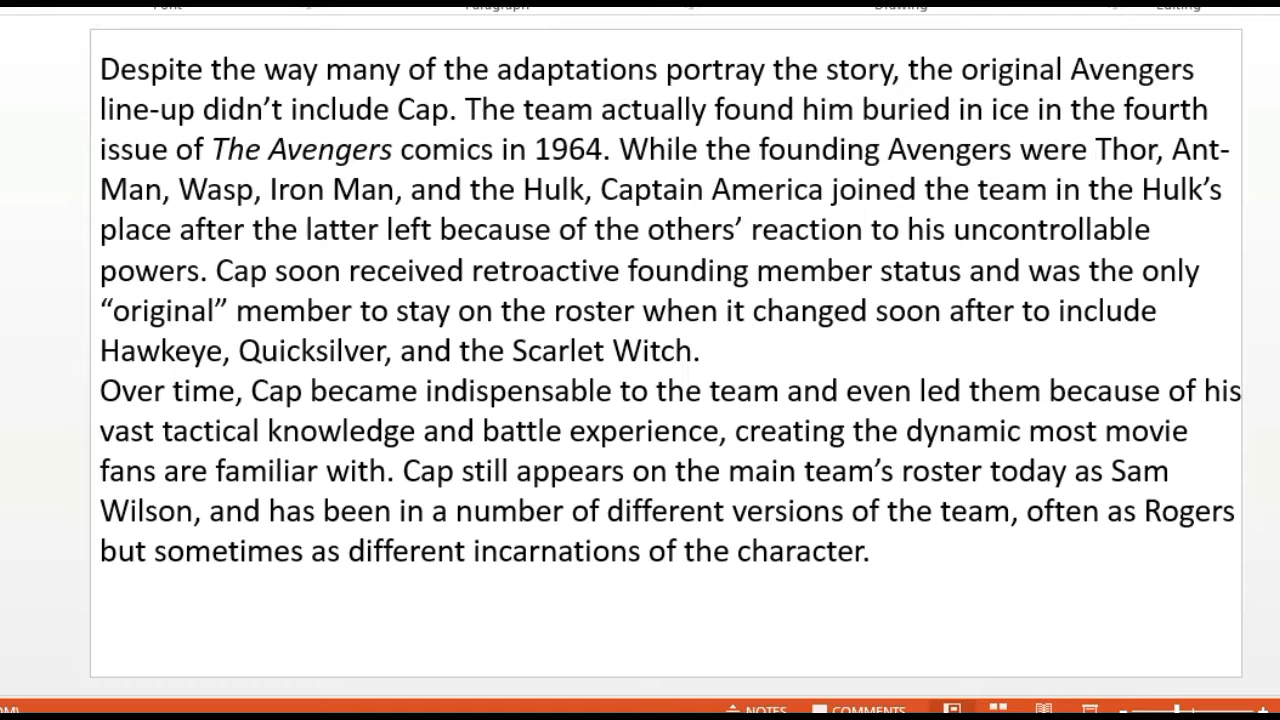 Font Paragraph Drawing Editing
Despite the way many of the adaptations portray the story, the original Avengers
line-up didn’t include Cap. The team actually found him buried in ice in the fourth
issue of The Avengers comics in 1964. While the founding Avengers were Thor, Ant-
Man, Wasp, Iron Man, and the Hulk, Captain America joined the team in the Hulk’s
place after the latter left because of the others’ reaction to his uncontrollable
powers. Cap soon received retroactive founding member status and was the only
“original” member to stay on the roster when it changed soon after to include
Hawkeye, Quicksilver, and the Scarlet Witch.
Over time, Cap became indispensable to the team and even led them because of his
vast tactical knowledge and battle experience, creating the dynamic most movie
fans are familiar with. Cap still appears on the main team’s roster today as Sam
Wilson, and has been in a number of different versions of the team, often as Rogers
but sometimes as different incarnations of the character.
NOTES COMMENTS